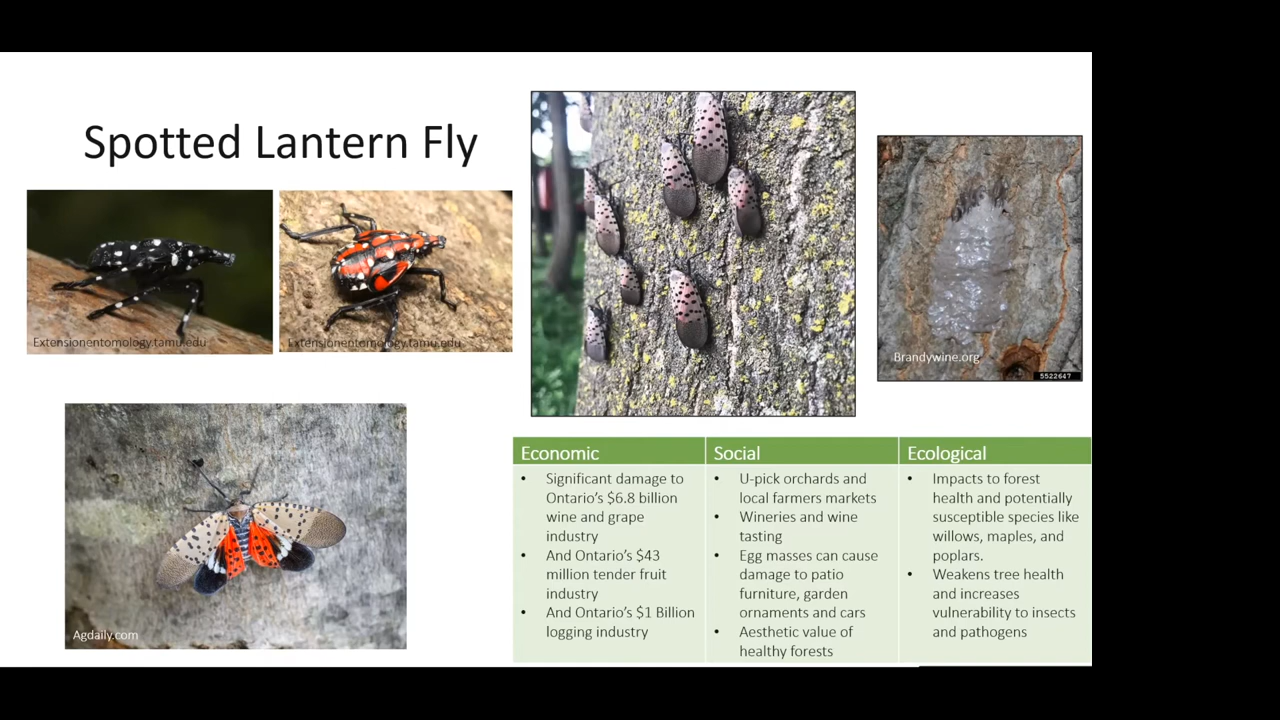 Spotted Lantern Fly
Extensionentomology.tamu.edu
Extensionentomology.tamu.edu
Brandywine.org
5522647
Agdaily.com
Economic
• Significant damage to
Ontario's $6.8 billion
wine and grape
industry
• And Ontario's $43
million tender fruit
industry
• And Ontario's $1 Billion
logging industry
Social
• U-pick orchards and
local farmers markets
• Wineries and wine
tasting
• Egg masses can cause
damage to patio
furniture, garden
ornaments and cars
• Aesthetic value of
healthy forests
Ecological
• Impacts to forest
health and potentially
susceptible species like
willows, maples, and
poplars.
• Weakens tree health
and increases
vulnerability to insects
and pathogens